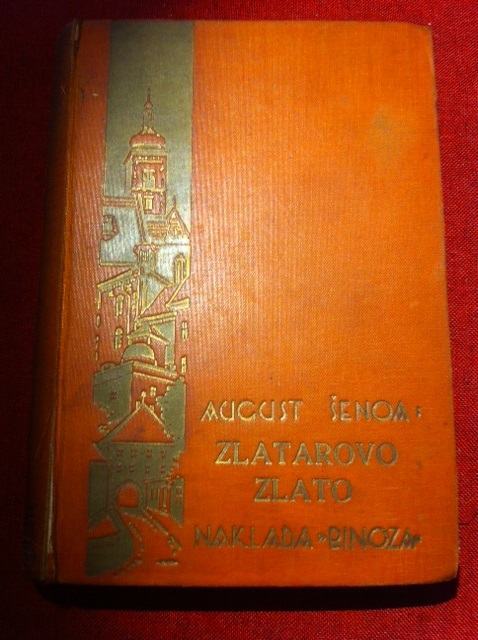 AUGUST ŠENOA:
ZLATAROVO
ZLATO
NAKLADA »BINOZA«